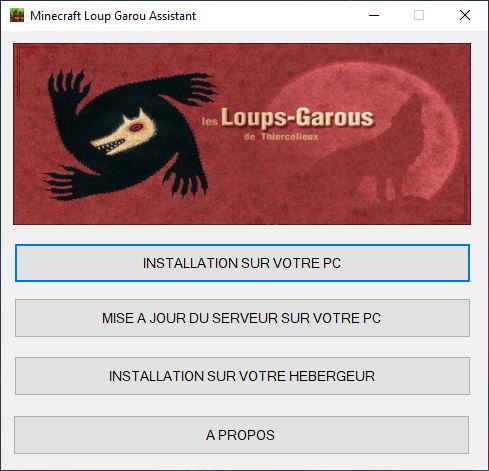 Minecraft Loup Garou Assistant
les Loups-Garous
de Thiercelieux
INSTALLATION SUR VOTRE PC
MISE A JOUR DU SERVEUR SUR VOTRE PC
INSTALLATION SUR VOTRE HEBERGEUR
A PROPOS